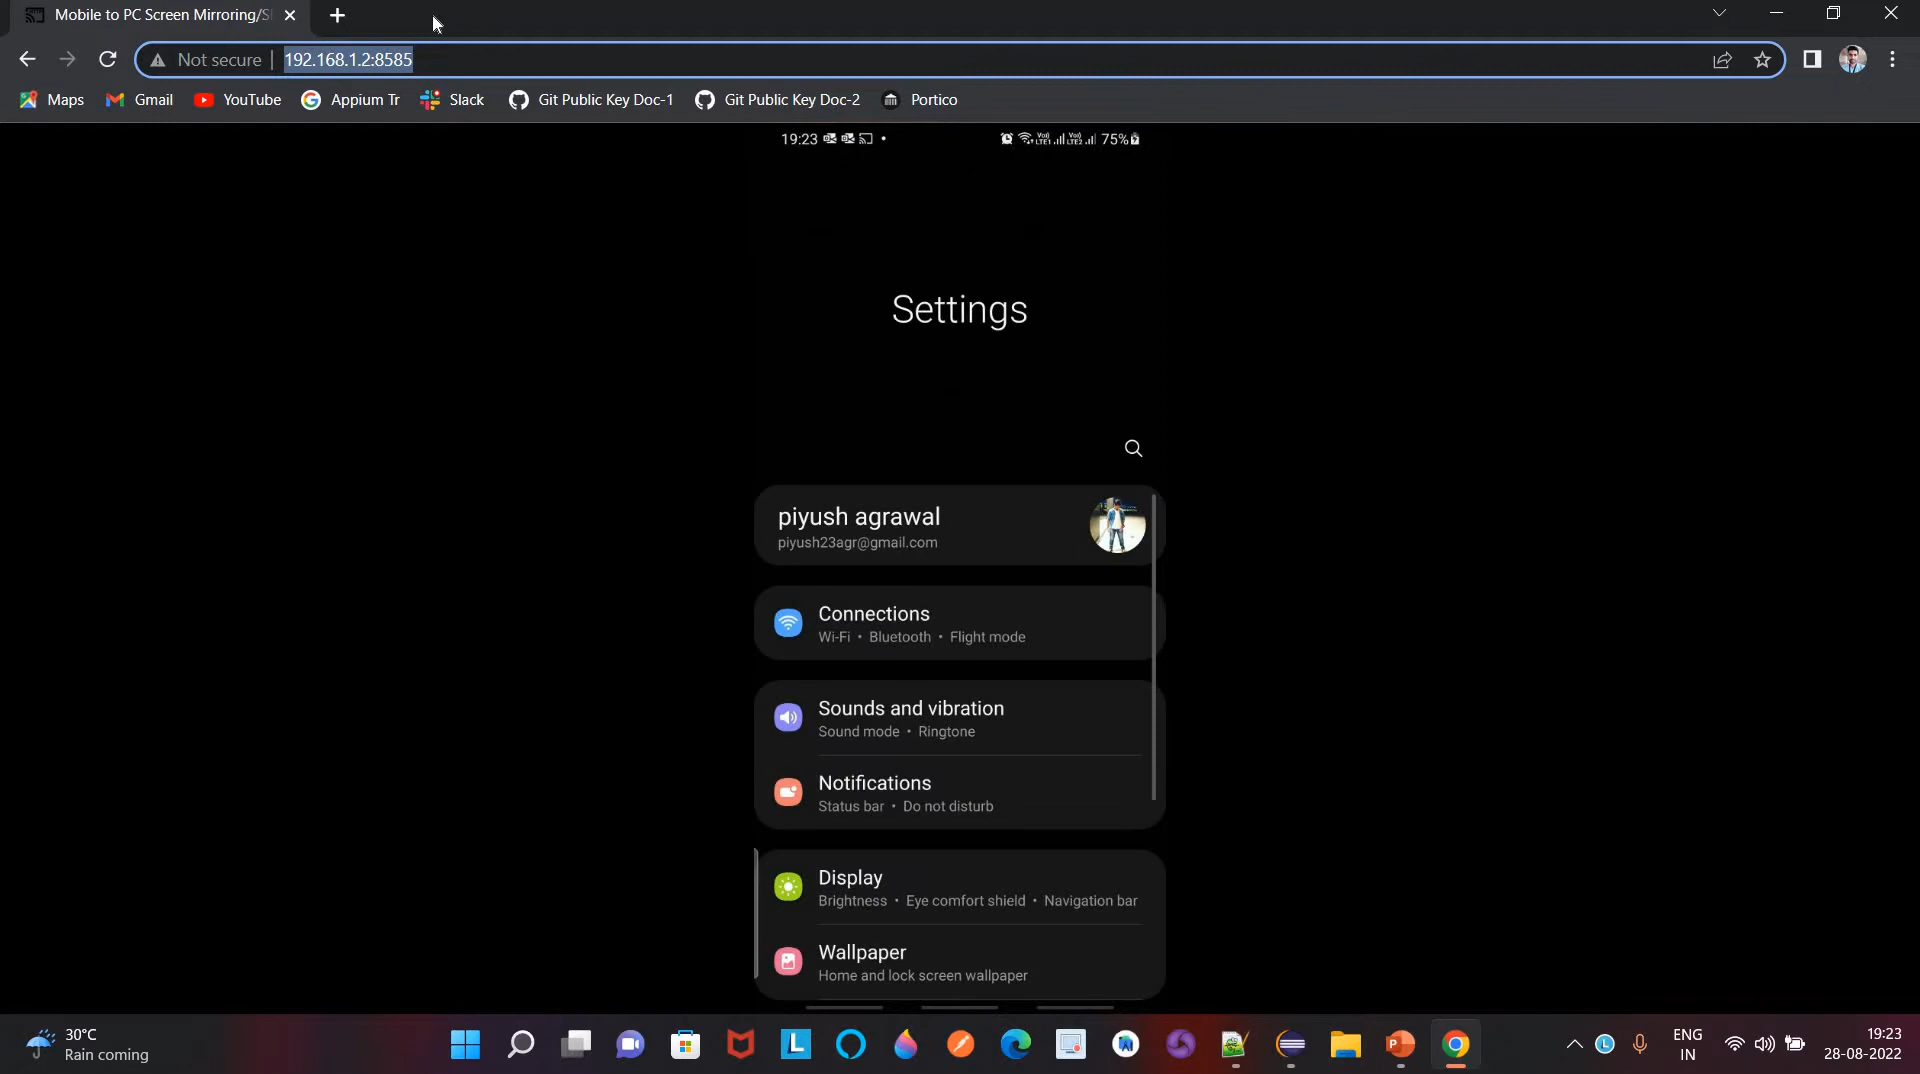 Mobile to PC Screen Mirroring/S
Not secure | 192.168.1.2:8585
Maps Gmail YouTube Appium Tr Slack Git Public Key Doc-1 Git Public Key Doc-2 Portico
19:23 75%
Settings
piyush agrawal
piyush23agr@gmail.com
Connections
Wi-Fi • Bluetooth • Flight mode
Sounds and vibration
Sound mode • Ringtone
Notifications
Status bar • Do not disturb
Display
Brightness • Eye comfort shield • Navigation bar
Wallpaper
Home and lock screen wallpaper
30°C
Rain coming
ENG
IN
19:23
28-08-2022